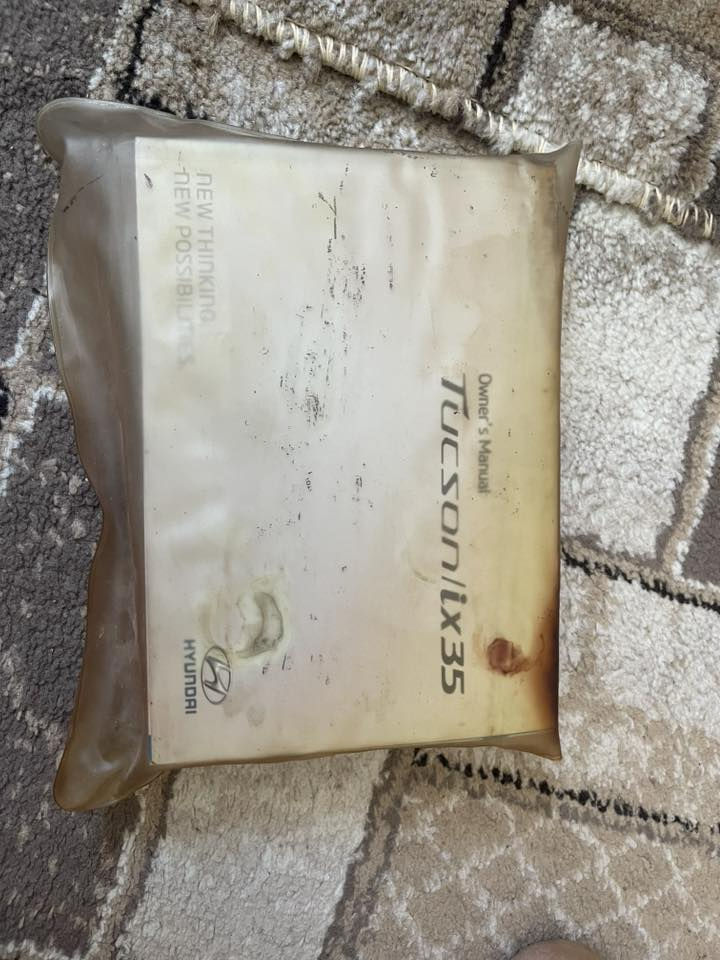 Owner's Manual
Tucson/ix35
NEW THINKING.
NEW POSSIBILITIES.
HYUNDAI